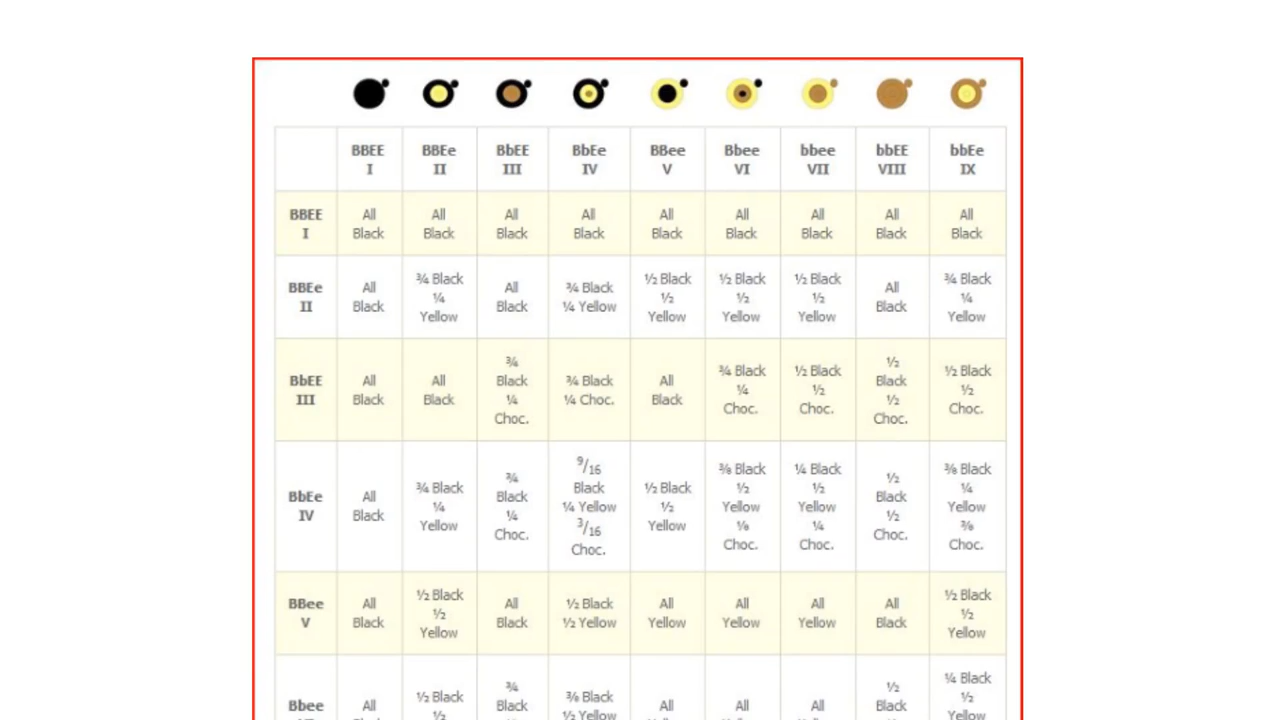 BBEE
I
BBEe
II
BbEE
III
BbEe
IV
BBee
V
Bbee
VI
bbee
VII
bbEE
VIII
bbEe
IX
BBEE
I
All
Black
All
Black
All
Black
All
Black
All
Black
All
Black
All
Black
All
Black
All
Black
BBEe
II
All
Black
¾ Black
¼
Yellow
All
Black
¾ Black
¼ Yellow
½ Black
½
Yellow
½ Black
½
Yellow
½ Black
½
Yellow
All
Black
¾ Black
¼
Yellow
BbEE
III
All
Black
All
Black
¾
Black
¼
Choc.
¾ Black
¼ Choc.
All
Black
¾ Black
¼
Choc.
½ Black
½
Choc.
½
Black
½
Choc.
½ Black
½
Choc.
BbEe
IV
All
Black
¾ Black
¼
Yellow
¾
Black
¼
Choc.
9/16
Black
¼ Yellow
3/16
Choc.
½ Black
½
Yellow
⅜ Black
½
Yellow
⅛
Choc.
¼ Black
½
Yellow
¼
Choc.
½
Black
½
Choc.
⅜ Black
¼
Yellow
⅜
Choc.
BBee
V
All
Black
½ Black
½
Yellow
All
Black
½ Black
½ Yellow
All
Yellow
All
Yellow
All
Yellow
All
Black
½ Black
½
Yellow
Bbee
All
½ Black
½
¾
Black
⅜ Black
½ Yellow
All
All
All
½
Black
¼ Black
½
Yellow